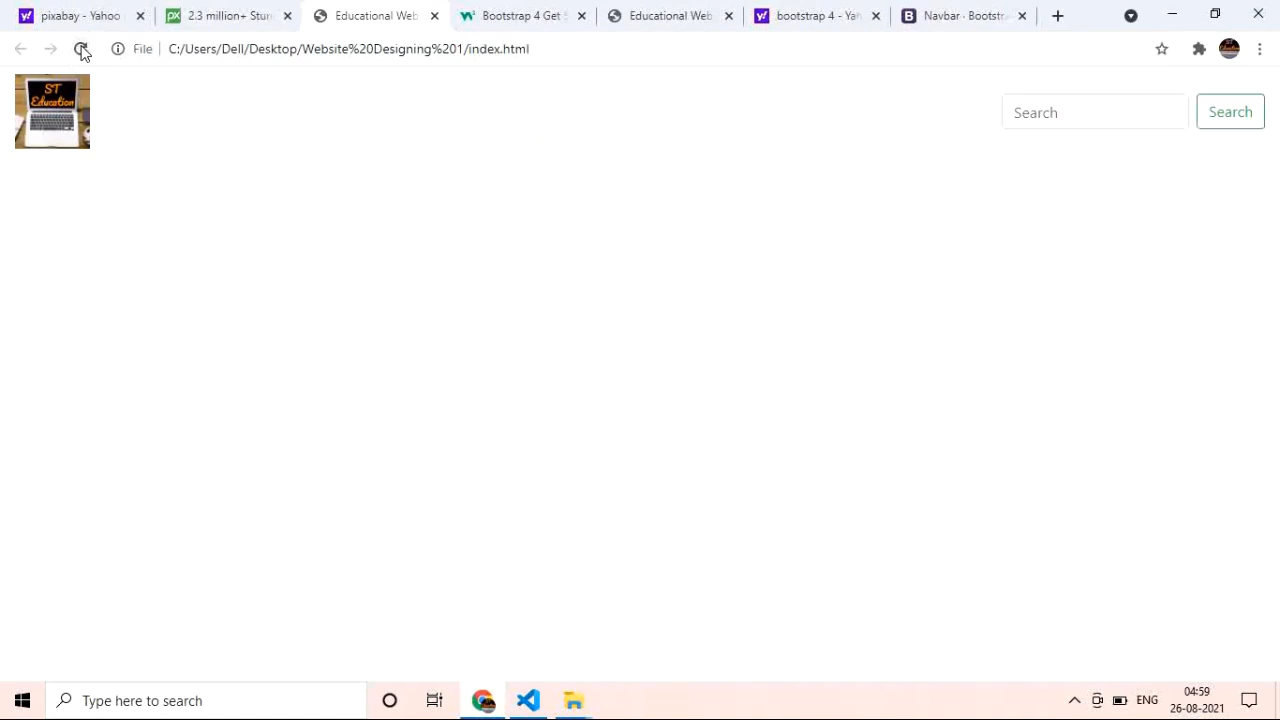 pixabay - Yahoo
2.3 million+ Stun
Educational Web
Bootstrap 4 Get S
Educational Web
bootstrap 4 - Yah
Navbar · Bootstra
File
C:/Users/Dell/Desktop/Website%20Designing%201/index.html
ST
Education
Search
Search
Type here to search
ENG
04:59
26-08-2021